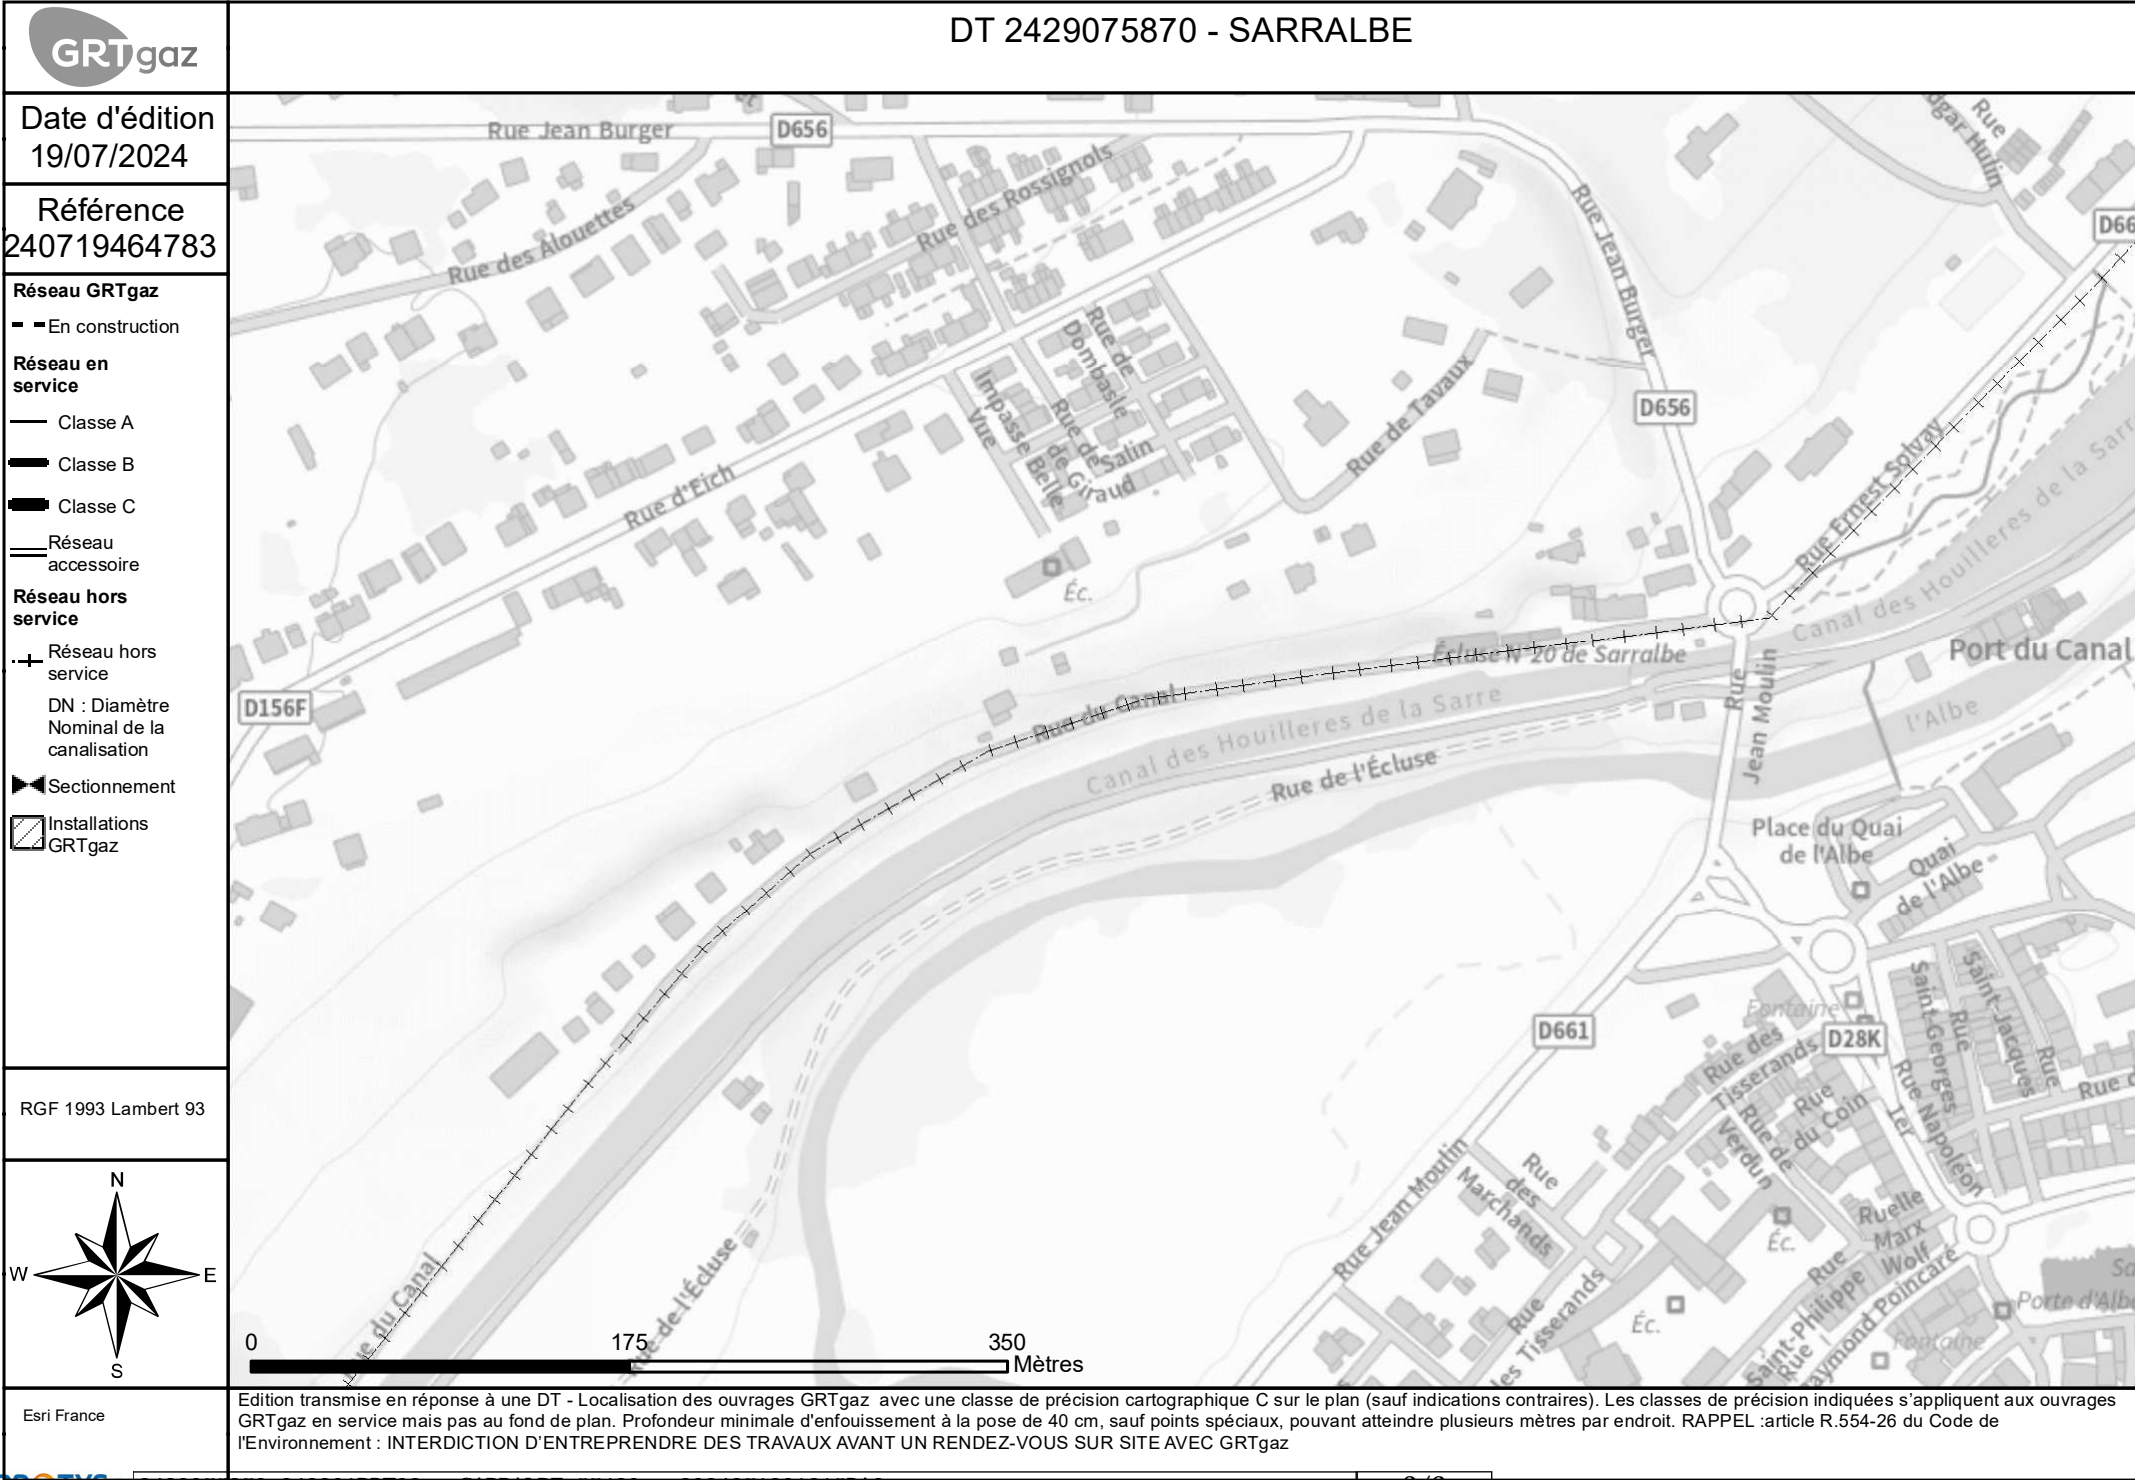 GRTgaz
DT 2429075870 - SARRALBE
Date d'édition
19/07/2024
Référence
240719464783
Réseau GRTgaz
En construction
Réseau en
service
Classe A
Classe B
Classe C
Réseau
accessoire
Réseau hors
service
Réseau hors
service
DN : Diamètre
Nominal de la
canalisation
Sectionnement
Installations
GRTgaz
RGF 1993 Lambert 93
N
W
E
S
Esri France
Rue Jean Burger
D656
Rue des Alouettes
Rue des Rossignols
Rue
Rue Jean Burger
D66
Rue de
Dombasle
Impasse Belle
Vue
Rue de
Salin
de Giraud
Rue de Tavaux
D656
Rue d'Eich
Rue Ernest Solvay
Canal des Houilleres de la Sarr
Éc.
Écluse N°20 de Sarralbe
Port du Canal
D156F
Rue du Canal
Canal des Houilleres de la Sarre
Rue
Jean Moulin
l'Albe
Rue de l'Écluse
Place du Quai
de l'Albe
Quai
de l'Albe
Fontaine
D661
D28K
Rue
Saint-Georges
Saint-Jacques
Rue
Rue des
Tisserands
Rue
du Coin
Rue de
Verdun
Rue Napoléon
1er
Rue Jean Moulin
Rue
des
Marchands
Ruelle
Marx
Wolf
Éc.
Rue
Saint-Philippe
Rue
aymond Poincaré
Porte d'Albe
Fontaine
Éc.
Rue
les Tisserands
ue du Canal
ue de l'Écluse
0 175 350
Mètres
Edition transmise en réponse à une DT - Localisation des ouvrages GRTgaz avec une classe de précision cartographique C sur le plan (sauf indications contraires). Les classes de précision indiquées s'appliquent aux ouvrages
GRTgaz en service mais pas au fond de plan. Profondeur minimale d'enfouissement à la pose de 40 cm, sauf points spéciaux, pouvant atteindre plusieurs mètres par endroit. RAPPEL :article R.554-26 du Code de
l'Environnement : INTERDICTION D'ENTREPRENDRE DES TRAVAUX AVANT UN RENDEZ-VOUS SUR SITE AVEC GRTgaz